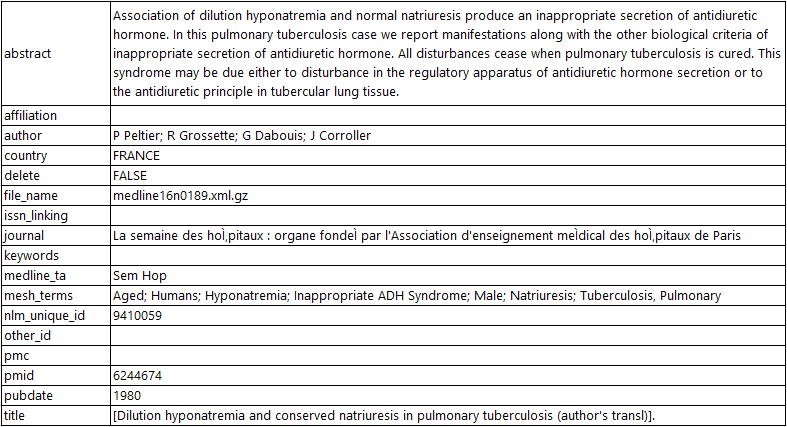 abstract
Association of dilution hyponatremia and normal natriuresis produce an inappropriate secretion of antidiuretic
hormone. In this pulmonary tuberculosis case we report manifestations along with the other biological criteria of
inappropriate secretion of antidiuretic hormone. All disturbances cease when pulmonary tuberculosis is cured. This
syndrome may be due either to disturbance in the regulatory apparatus of antidiuretic hormone secretion or to
the antidiuretic principle in tubercular lung tissue.
affiliation
author P Peltier; R Grossette; G Dabouis; J Corroller
country FRANCE
delete FALSE
file_name medline16n0189.xml.gz
issn_linking
journal La semaine des hoÌ‚pitaux : organe fondeÌ par l'Association d'enseignement meÌdical des hoÌ‚pitaux de Paris
keywords
medline_ta Sem Hop
mesh_terms Aged; Humans; Hyponatremia; Inappropriate ADH Syndrome; Male; Natriuresis; Tuberculosis, Pulmonary
nlm_unique_id 9410059
other_id
pmc
pmid 6244674
pubdate 1980
title [Dilution hyponatremia and conserved natriuresis in pulmonary tuberculosis (author's transl)].